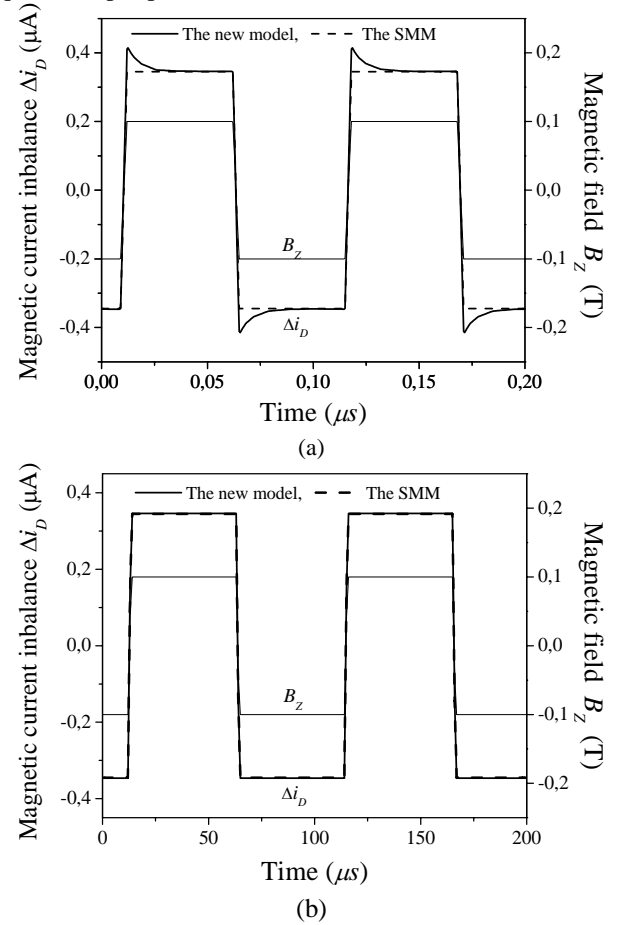 The new model, The SMM
Magnetic current inbalance Δi_D (μA)
0,4
0,2
0,0
-0,2
-0,4
Magnetic field B_Z (T)
0,2
0,1
0,0
-0,1
-0,2
B_Z
Δi_D
0,00 0,05 0,10 0,15 0,20
Time (μs)
(a)
The new model, The SMM
Magnetic current inbalance Δi_D (μA)
0,4
0,2
0,0
-0,2
-0,4
Magnetic field B_Z (T)
0,2
0,1
0,0
-0,1
-0,2
B_Z
Δi_D
0 50 100 150 200
Time (μs)
(b)